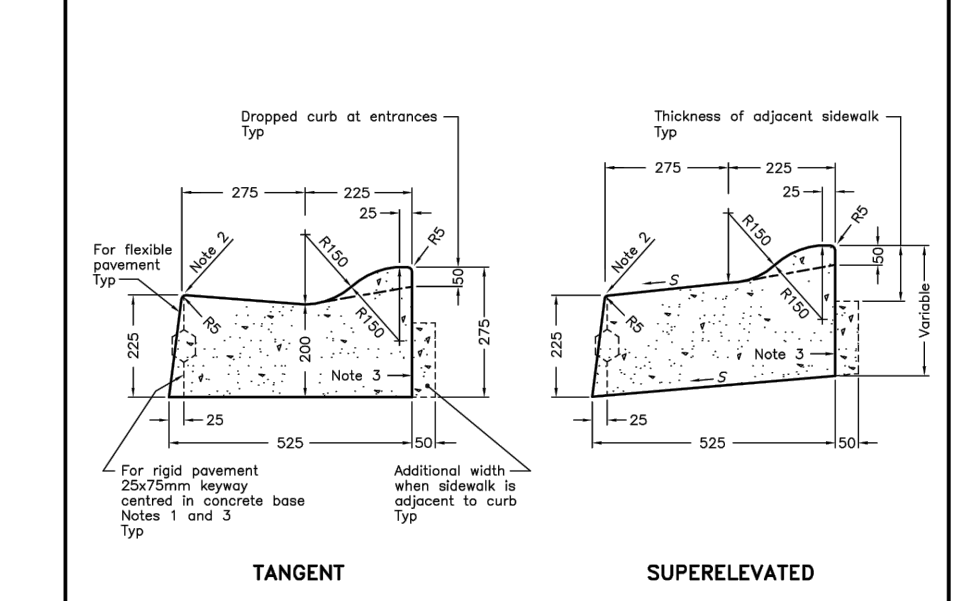 Dropped curb at entrances
Typ
275
225
25
R5
R150
R150
For flexible
pavement
Typ
Note 2
R5
225
200
50
275
Note 3
25
525
50
For rigid pavement
25x75mm keyway
centred in concrete base
Notes 1 and 3
Typ
Additional width
when sidewalk is
adjacent to curb
Typ
TANGENT
Thickness of adjacent sidewalk
Typ
275
225
25
R5
R150
R150
Note 2
S
R5
225
50
Variable
Note 3
S
25
525
50
SUPERELEVATED